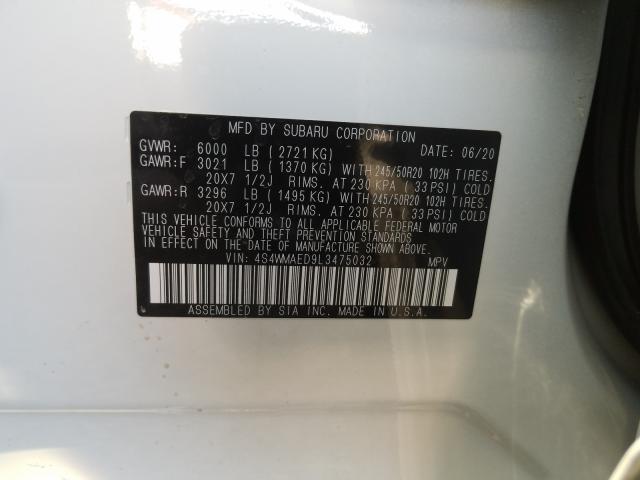 MFD BY SUBARU CORPORATION
GVWR: 6000 LB (2721 KG) DATE: 06/20
GAWR:F 3021 LB (1370 KG) WITH 245/50R20 102H TIRES.
20X7 1/2J RIMS. AT 230 KPA (33 PSI) COLD
GAWR:R 3296 LB (1495 KG) WITH 245/50R20 102H TIRES.
20X7 1/2J RIMS. AT 230 KPA (33 PSI) COLD
THIS VEHICLE CONFORMS TO ALL APPLICABLE FEDERAL MOTOR
VEHICLE SAFETY, BUMPER, AND THEFT PREVENTION STANDARDS
IN EFFECT ON THE DATE OF MANUFACTURE SHOWN ABOVE.
VIN: 4S4WMAED9L3475032 MPV
ASSEMBLED BY SIA INC. MADE IN U.S.A.